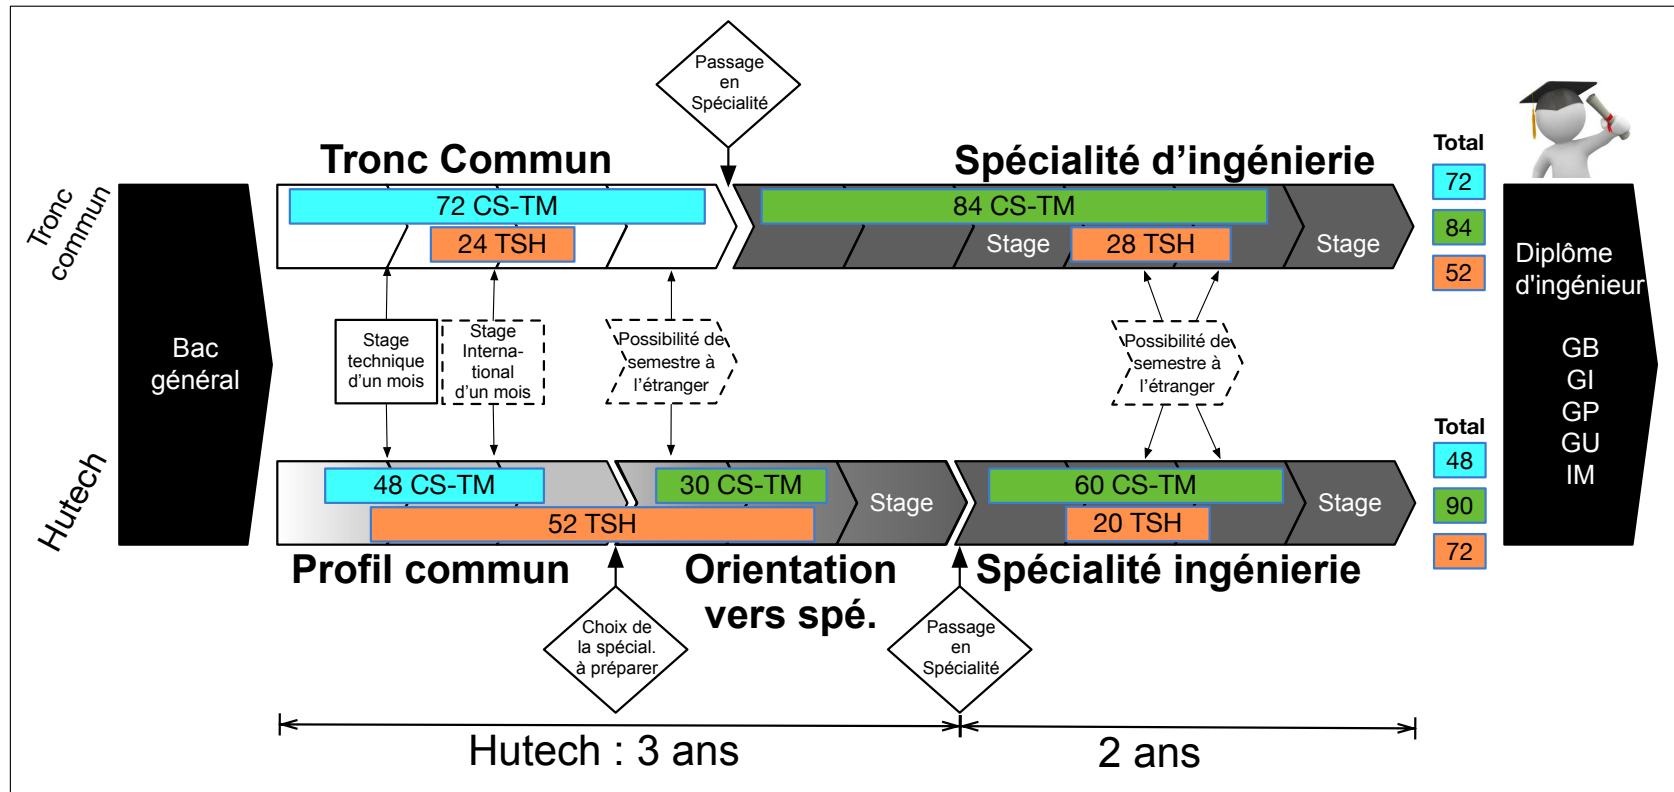 Passage
en
Spécialité
Tronc Commun
Spécialité d’ingénierie
Tronc
commun
72 CS-TM
24 TSH
84 CS-TM
Stage
28 TSH
Stage
Total
72
84
52
Bac
général
Stage
technique
d’un mois
Stage
Interna-
tional
d’un mois
Possibilité de
semestre à
l’étranger
Possibilité de
semestre à
l’étranger
Diplôme
d'ingénieur
GB
GI
GP
GU
IM
Hutech
48 CS-TM
52 TSH
30 CS-TM
Stage
60 CS-TM
20 TSH
Stage
Total
48
90
72
Profil commun
Orientation
vers spé.
Spécialité ingénierie
Choix de
la spécial.
à préparer
Passage
en
Spécialité
Hutech : 3 ans
2 ans